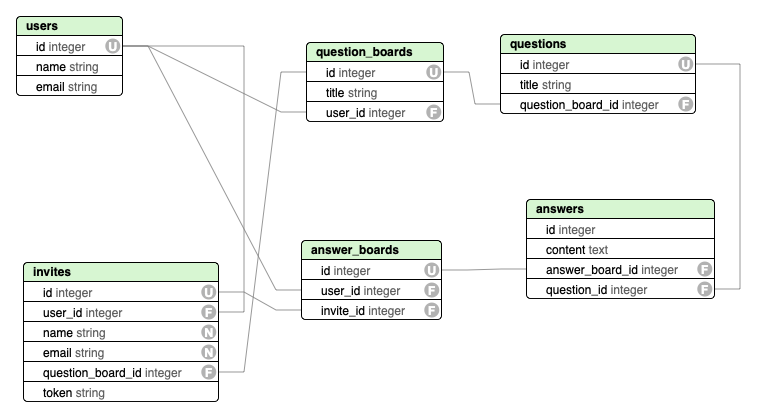 users
id integer U
name string
email string
question_boards
id integer U
title string
user_id integer F
questions
id integer U
title string
question_board_id integer F
invites
id integer U
user_id integer F
name string N
email string N
question_board_id integer F
token string
answer_boards
id integer U
user_id integer F
invite_id integer F
answers
id integer
content text
answer_board_id integer F
question_id integer F